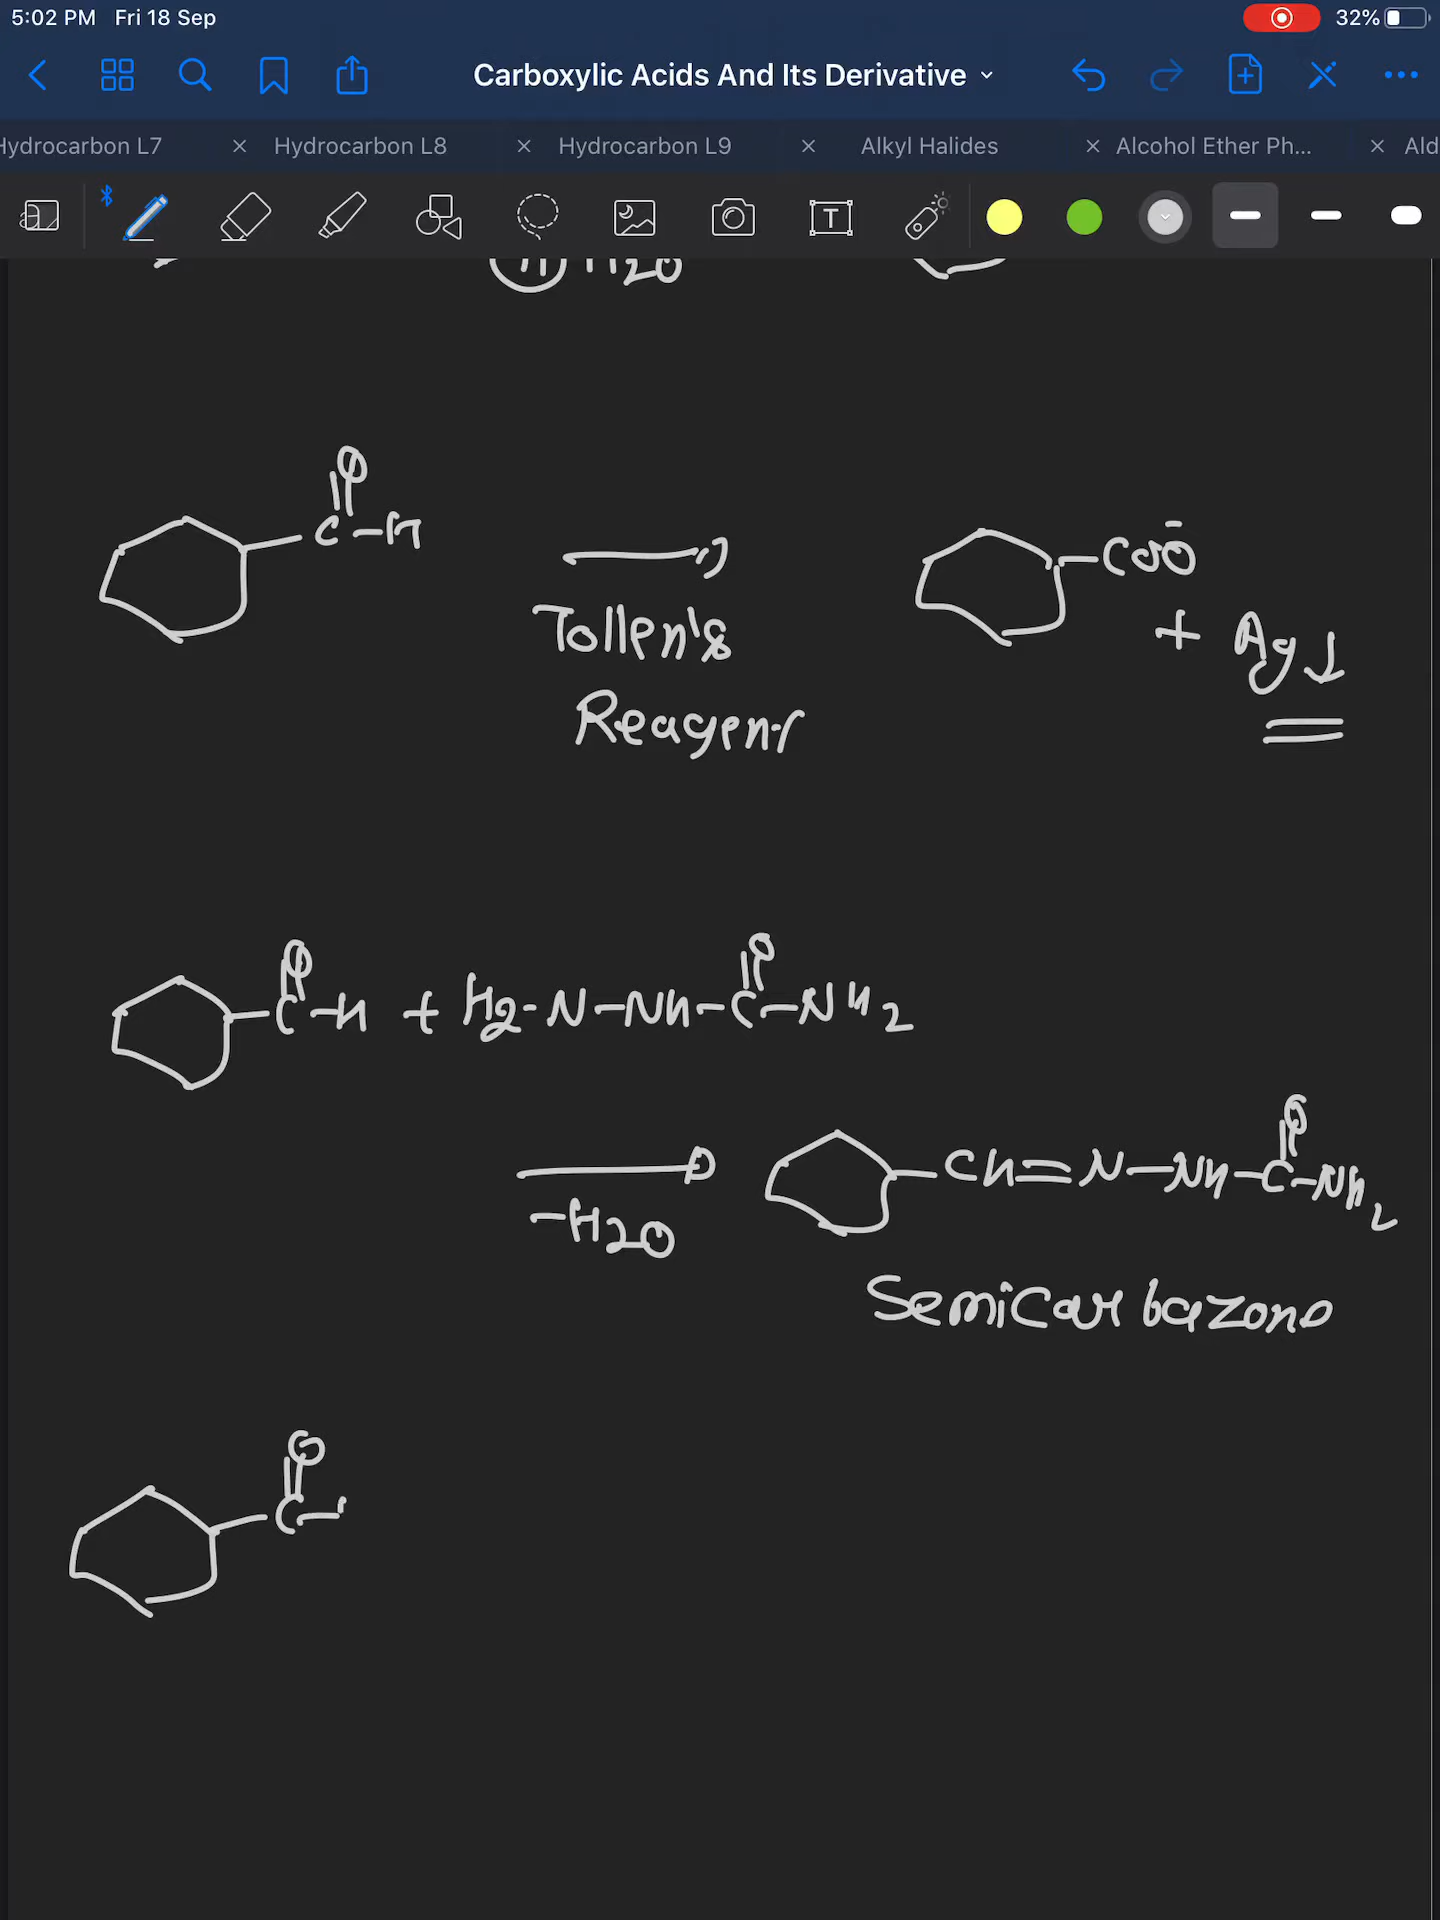 5:02 PM Fri 18 Sep 32%
Carboxylic Acids And Its Derivative
Hydrocarbon L7 × Hydrocarbon L8 × Hydrocarbon L9 × Alkyl Halides × Alcohol Ether Ph... × Ald
T
(ii) H2O
O
C-H
COO-
Tollen's
+ Ag↓
Reagent
O O
C-H + H2-N-NH-C-NH2
O
CH=N-NH-C-NH2
-H2O
Semicarbazone
O
C-